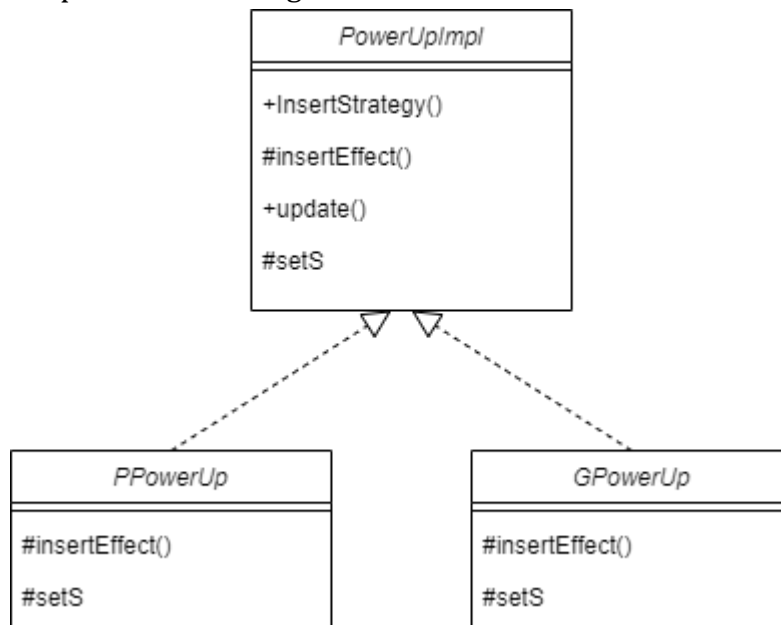 PowerUpImpl
+InsertStrategy()
#insertEffect()
+update()
#setS
PPowerUp
#insertEffect()
#setS
GPowerUp
#insertEffect()
#setS